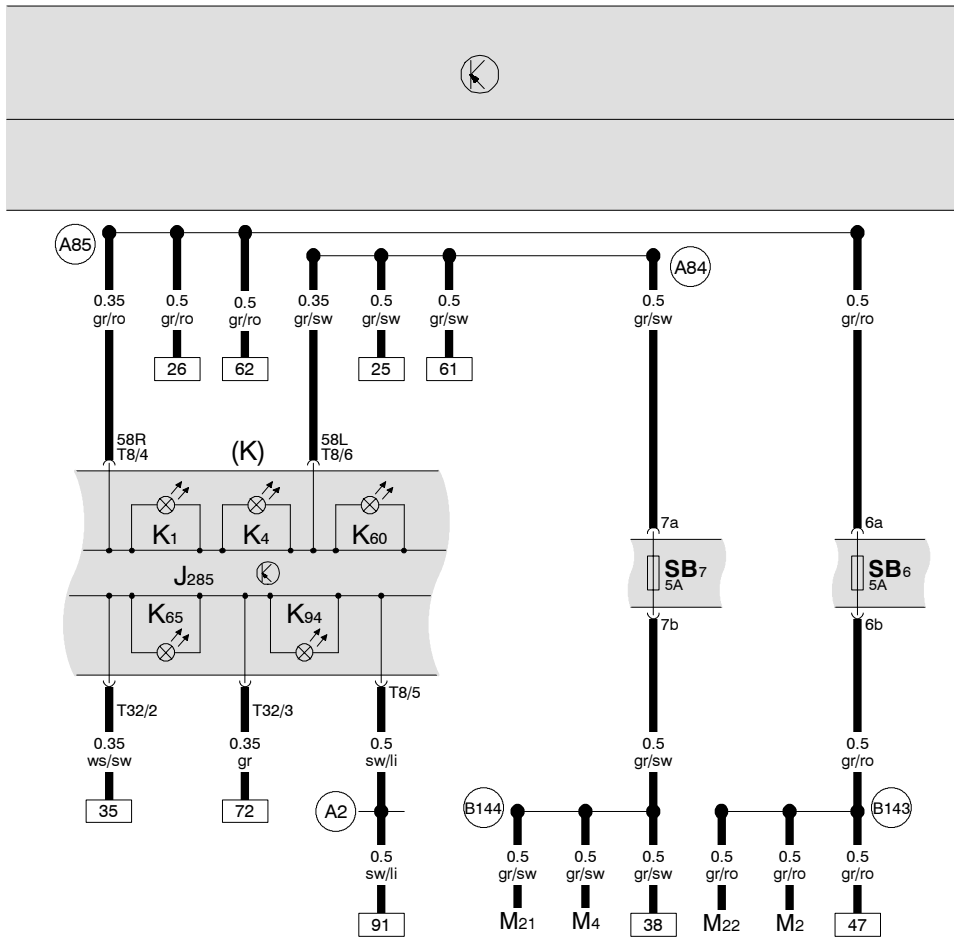 A85
A84
0.35
gr/ro
0.5
gr/ro
0.5
gr/ro
0.35
gr/sw
0.5
gr/sw
0.5
gr/sw
0.5
gr/sw
0.5
gr/ro
26
62
25
61
58R
T8/4
(K)
58L
T8/6
K1
K4
K60
7a
6a
J285
SB7
5A
SB6
5A
K65
K94
7b
6b
T32/2
T32/3
T8/5
0.35
ws/sw
0.35
gr
0.5
sw/li
0.5
gr/sw
0.5
gr/ro
35
72
A2
B144
B143
0.5
sw/li
0.5
gr/sw
0.5
gr/sw
0.5
gr/sw
0.5
gr/ro
0.5
gr/ro
0.5
gr/ro
91
M21
M4
38
M22
M2
47